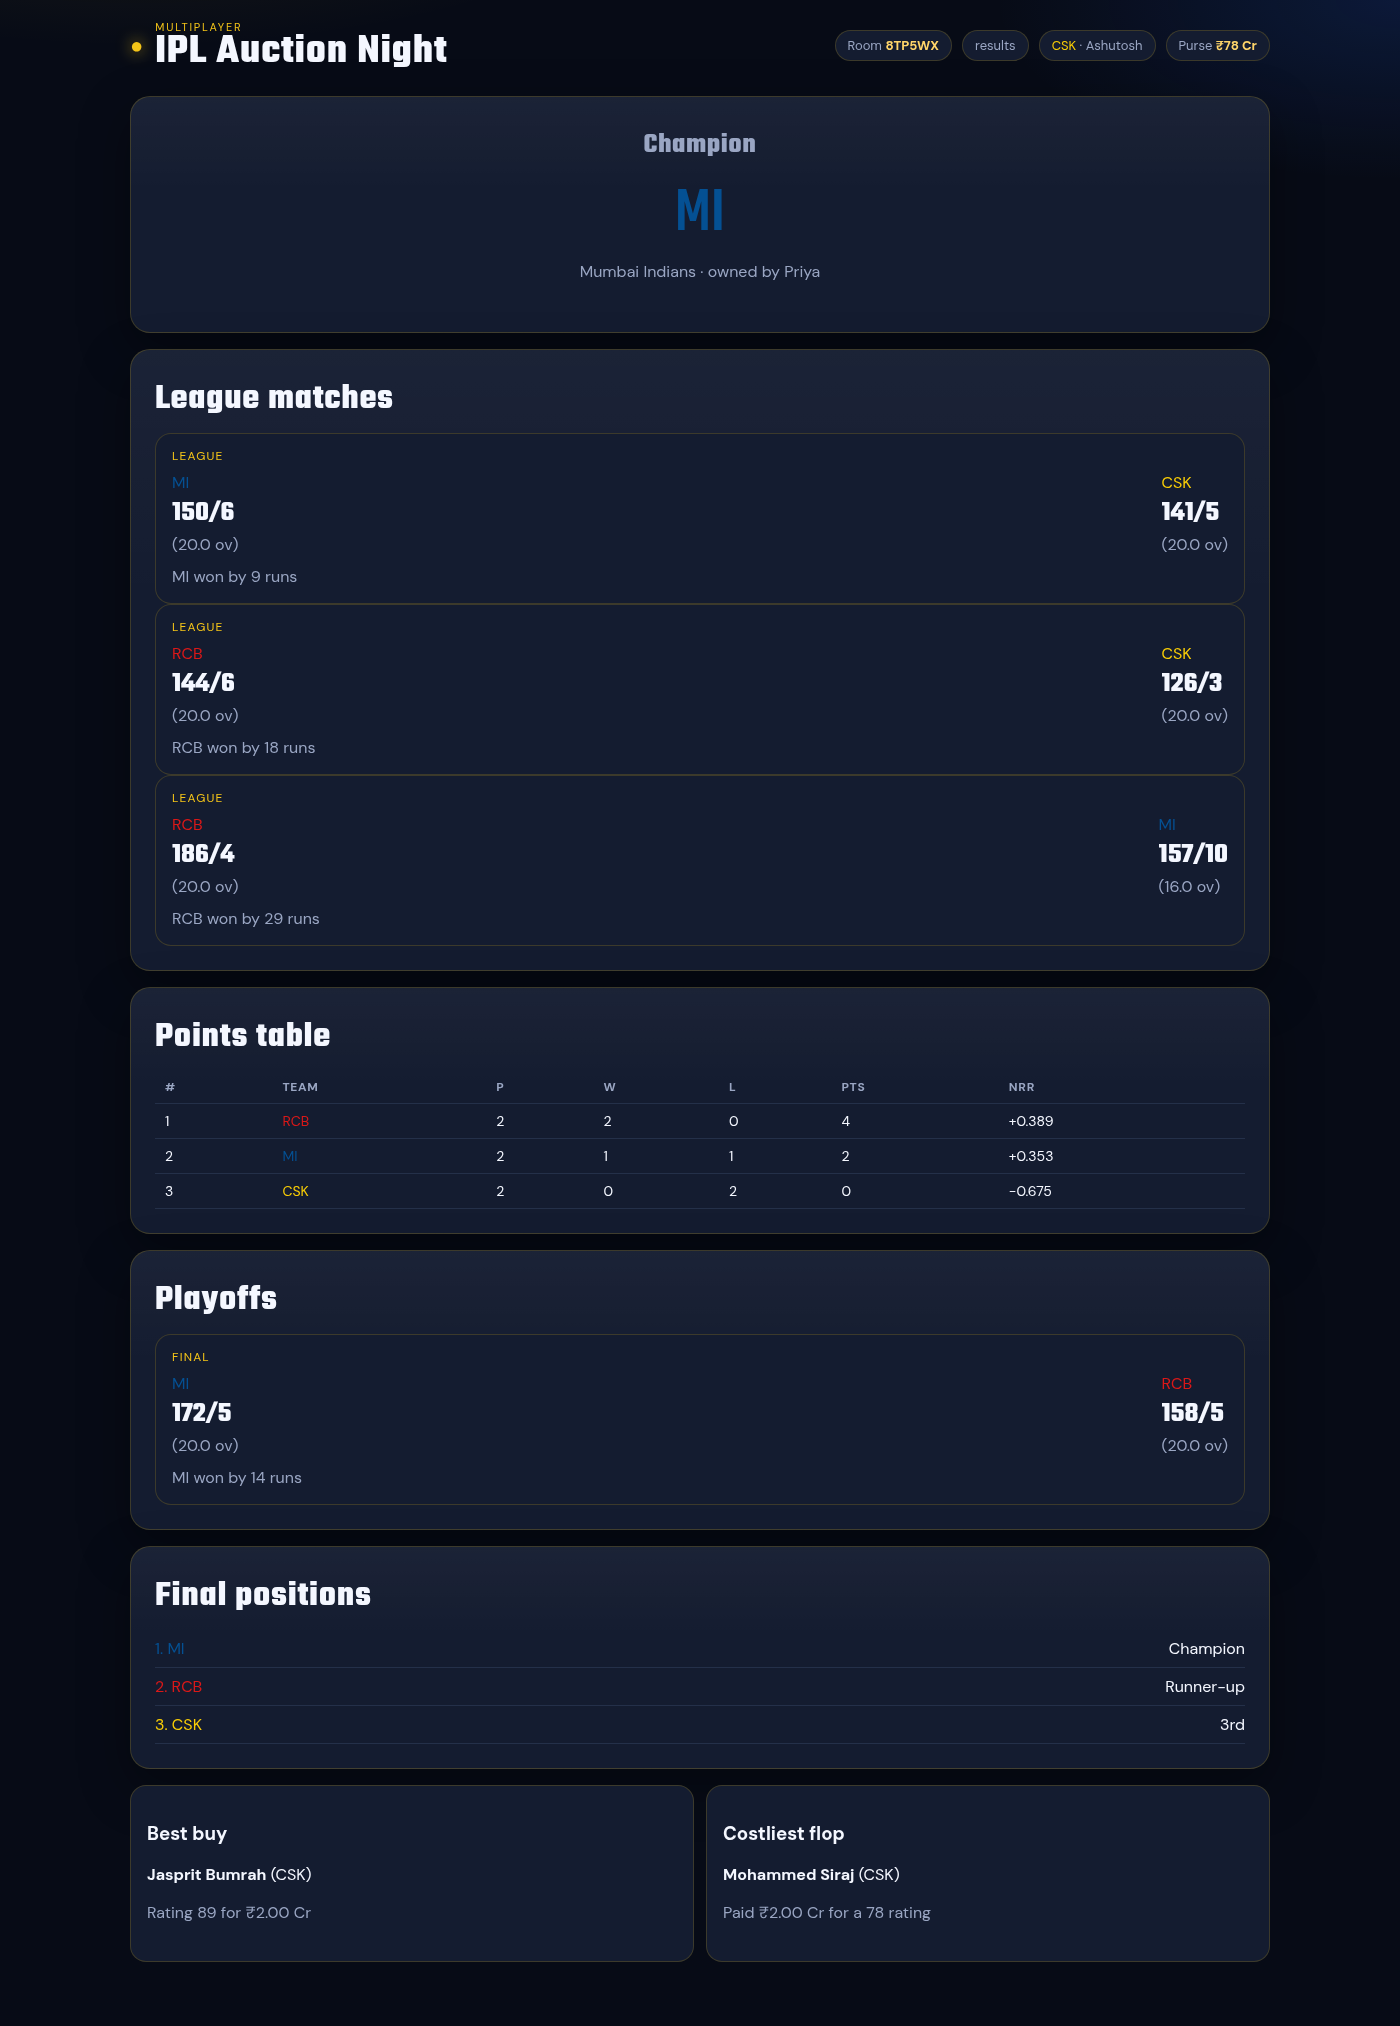 MULTIPLAYER
IPL Auction Night
Room 8TP5WX
results
CSK · Ashutosh
Purse ₹78 Cr
Champion
MI
Mumbai Indians · owned by Priya
League matches
LEAGUE
MI CSK
150/6 141/5
(20.0 ov) (20.0 ov)
MI won by 9 runs
LEAGUE
RCB CSK
144/6 126/3
(20.0 ov) (20.0 ov)
RCB won by 18 runs
LEAGUE
RCB MI
186/4 157/10
(20.0 ov) (16.0 ov)
RCB won by 29 runs
Points table
# TEAM P W L PTS NRR
1 RCB 2 2 0 4 +0.389
2 MI 2 1 1 2 +0.353
3 CSK 2 0 2 0 -0.675
Playoffs
FINAL
MI RCB
172/5 158/5
(20.0 ov) (20.0 ov)
MI won by 14 runs
Final positions
1. MI Champion
2. RCB Runner-up
3. CSK 3rd
Best buy
Jasprit Bumrah (CSK)
Rating 89 for ₹2.00 Cr
Costliest flop
Mohammed Siraj (CSK)
Paid ₹2.00 Cr for a 78 rating